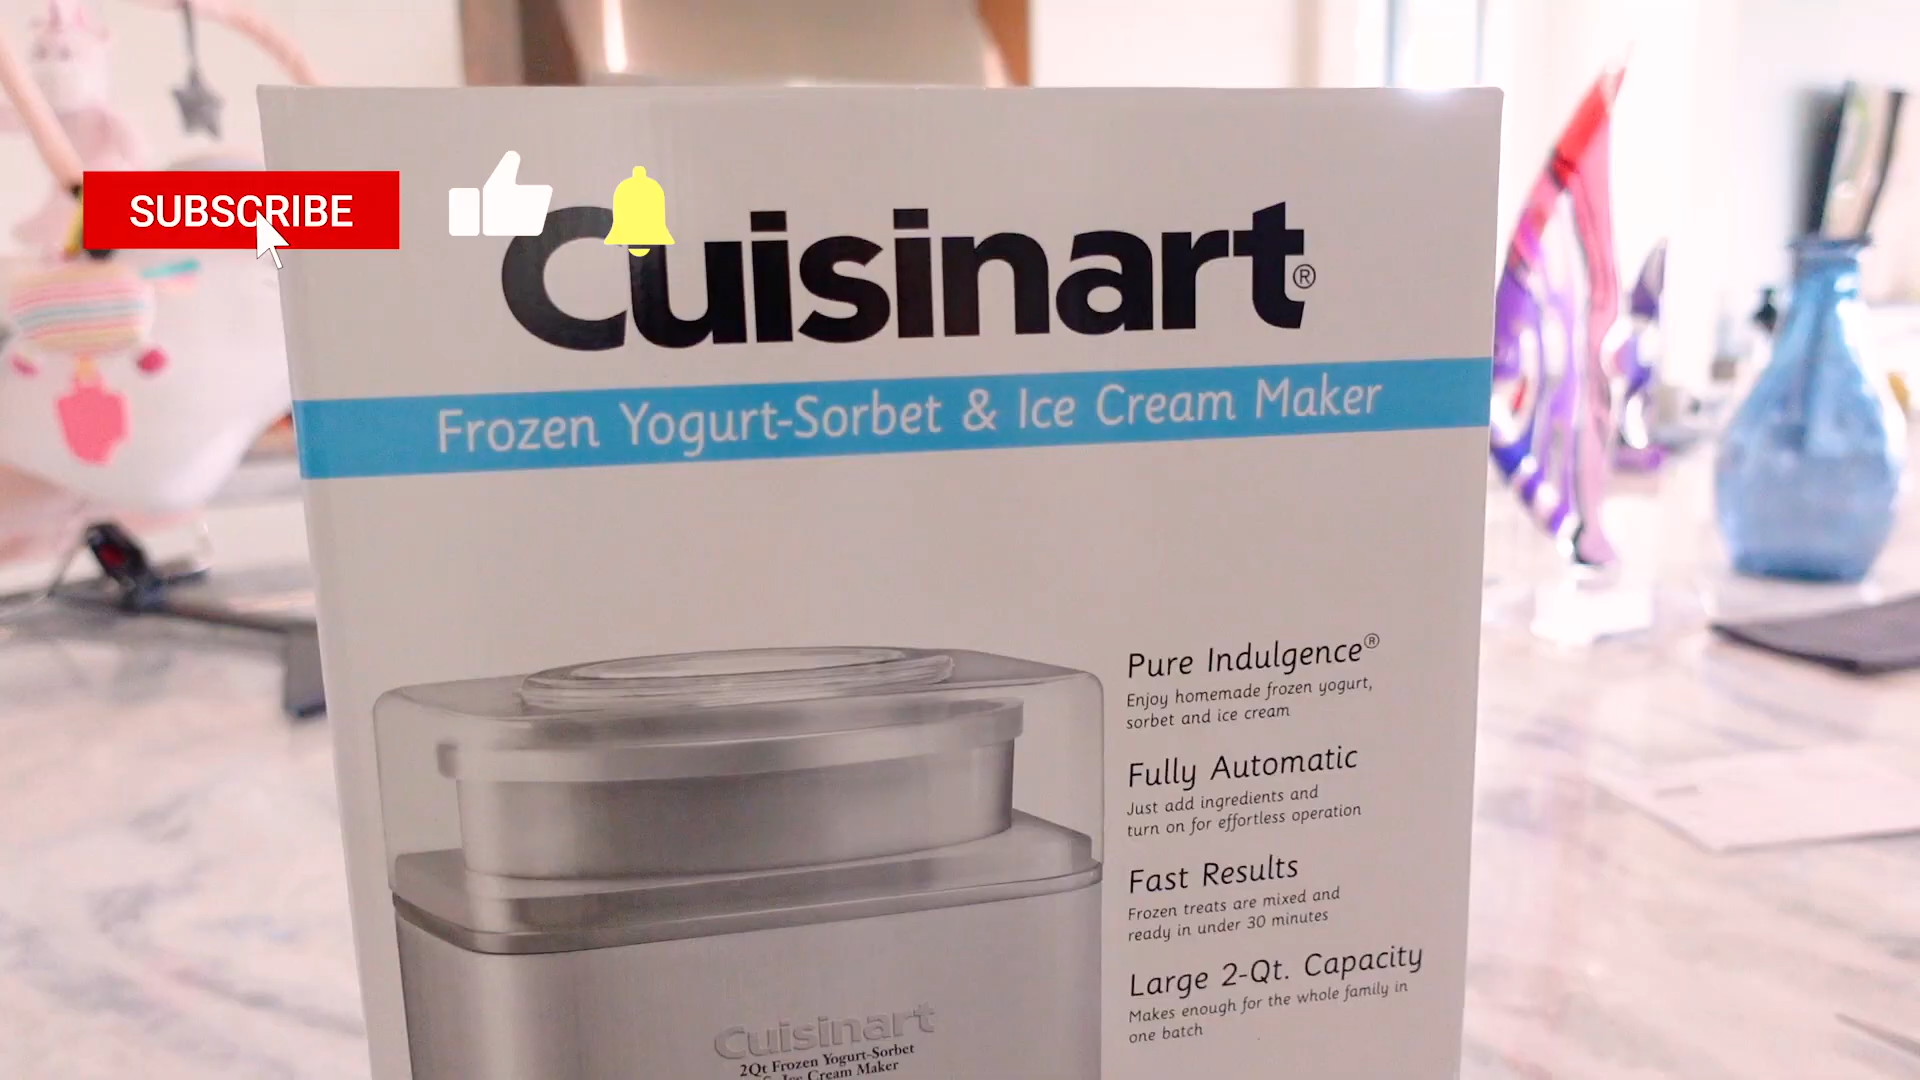 SUBSCRIBE
Cuisinart®
Frozen Yogurt-Sorbet & Ice Cream Maker
Pure Indulgence®
Enjoy homemade frozen yogurt,
sorbet and ice cream
Fully Automatic
Just add ingredients and
turn on for effortless operation
Fast Results
Frozen treats are mixed and
ready in under 30 minutes
Large 2-Qt. Capacity
Makes enough for the whole family in
one batch
Cuisinart
2Qt Frozen Yogurt-Sorbet
& Ice Cream Maker